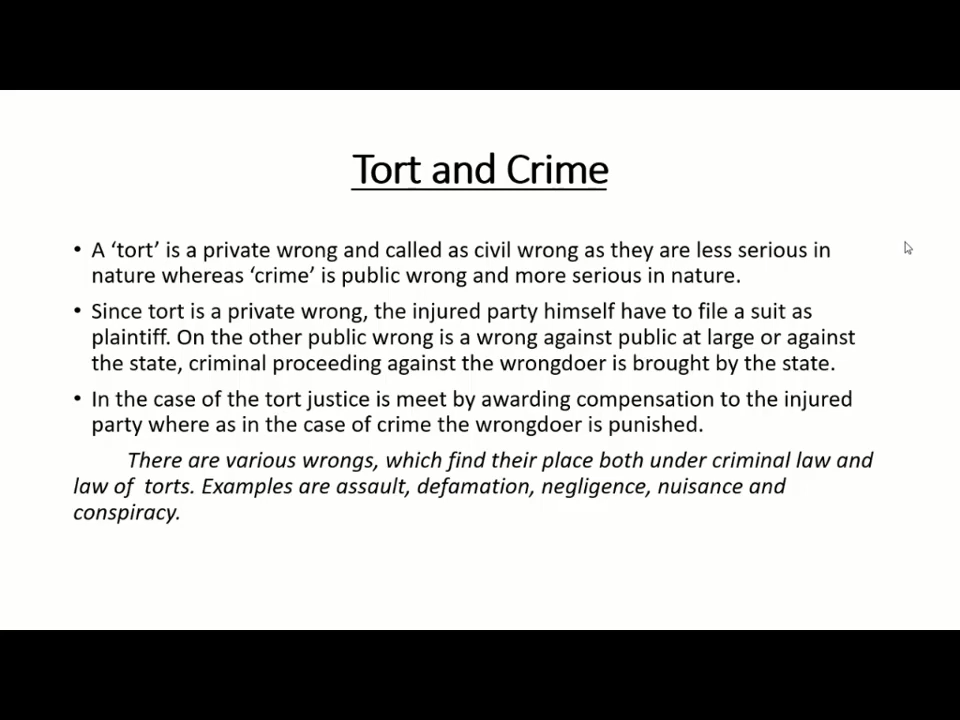 Tort and Crime
• A ‘tort’ is a private wrong and called as civil wrong as they are less serious in
nature whereas ‘crime’ is public wrong and more serious in nature.
• Since tort is a private wrong, the injured party himself have to file a suit as
plaintiff. On the other public wrong is a wrong against public at large or against
the state, criminal proceeding against the wrongdoer is brought by the state.
• In the case of the tort justice is meet by awarding compensation to the injured
party where as in the case of crime the wrongdoer is punished.
There are various wrongs, which find their place both under criminal law and
law of torts. Examples are assault, defamation, negligence, nuisance and
conspiracy.